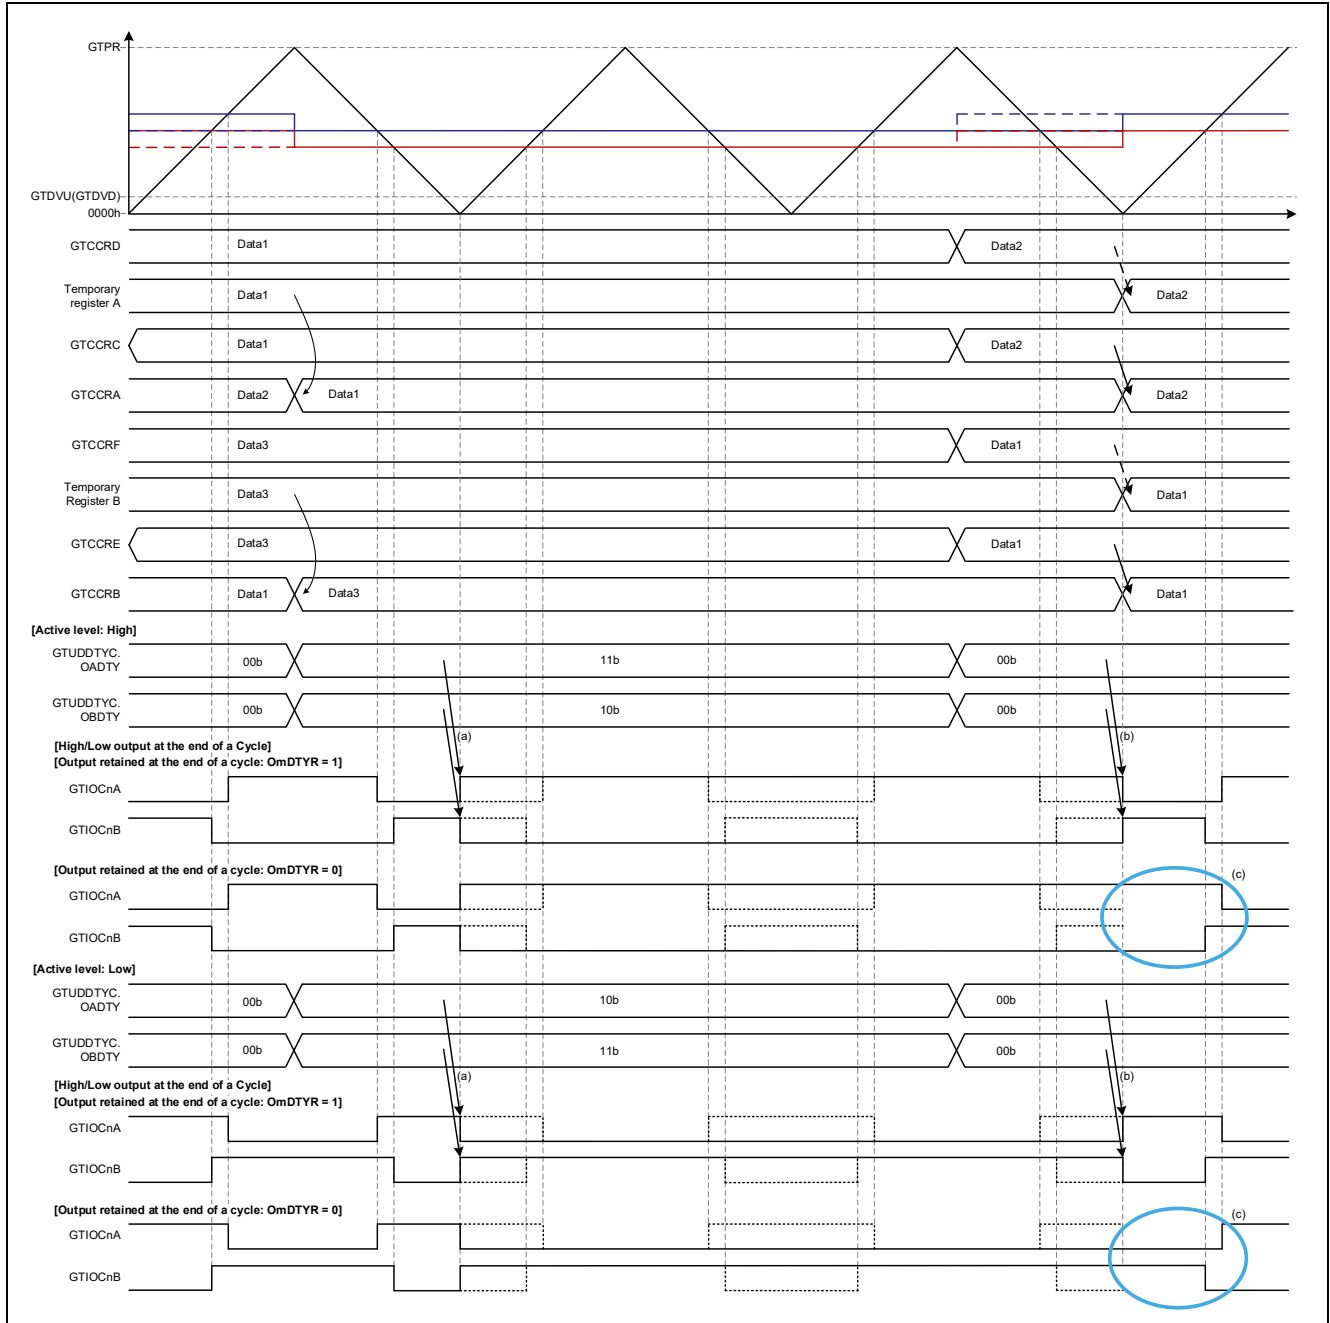 GTPR
GTDVU(GTDVD)
0000h
GTCCRD Data1 Data2
Temporary
register A
Data1 Data2
GTCCRC Data1 Data2
GTCCRA Data2 Data1 Data2
GTCCRF Data3 Data1
Temporary
Register B
Data3 Data1
GTCCRE Data3 Data1
GTCCRB Data1 Data3 Data1
[Active level: High]
GTUDDTYC.
OADTY
00b 11b 00b
GTUDDTYC.
OBDTY
00b 10b 00b
(a) (b)
[High/Low output at the end of a Cycle]
[Output retained at the end of a cycle: OmDTYR = 1]
GTIOCnA
GTIOCnB
[Output retained at the end of a cycle: OmDTYR = 0]
(c)
GTIOCnA
GTIOCnB
[Active level: Low]
GTUDDTYC.
OADTY
00b 10b 00b
GTUDDTYC.
OBDTY
00b 11b 00b
(a) (b)
[High/Low output at the end of a Cycle]
[Output retained at the end of a cycle: OmDTYR = 1]
GTIOCnA
GTIOCnB
[Output retained at the end of a cycle: OmDTYR = 0]
(c)
GTIOCnA
GTIOCnB